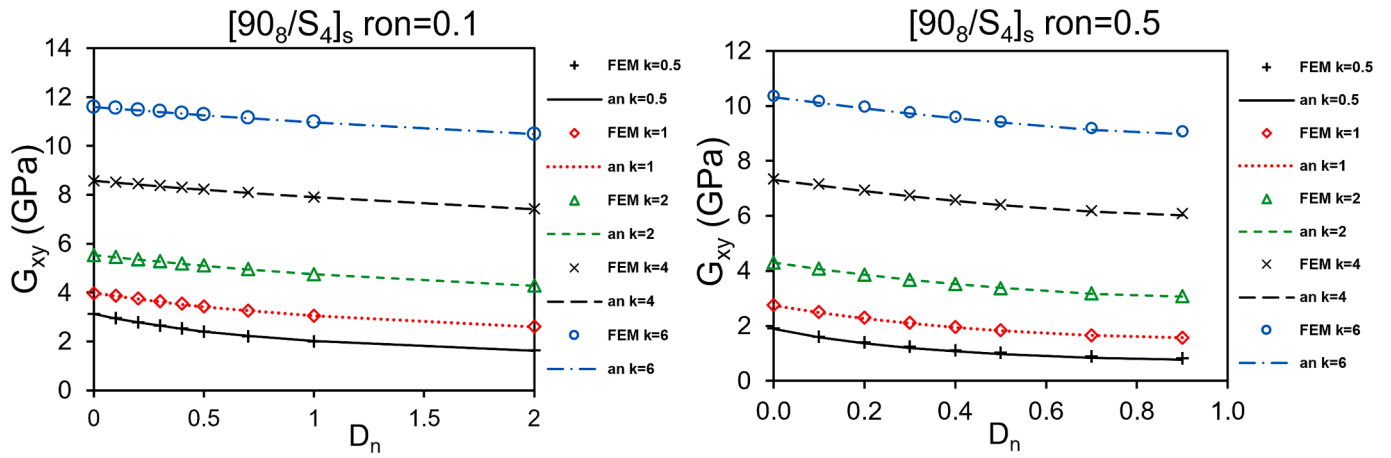 [90₈/S₄]ₛ ron=0.1
14
12
10
8
6
4
2
0
Gxy (GPa)
0
0.5
1
1.5
2
Dn
FEM k=0.5
an k=0.5
FEM k=1
an k=1
FEM k=2
an k=2
FEM k=4
an k=4
FEM k=6
an k=6
[90₈/S₄]ₛ ron=0.5
12
10
8
6
4
2
0
Gxy (GPa)
0.0
0.2
0.4
0.6
0.8
1.0
Dn
FEM k=0.5
an k=0.5
FEM k=1
an k=1
FEM k=2
an k=2
FEM k=4
an k=4
FEM k=6
an k=6